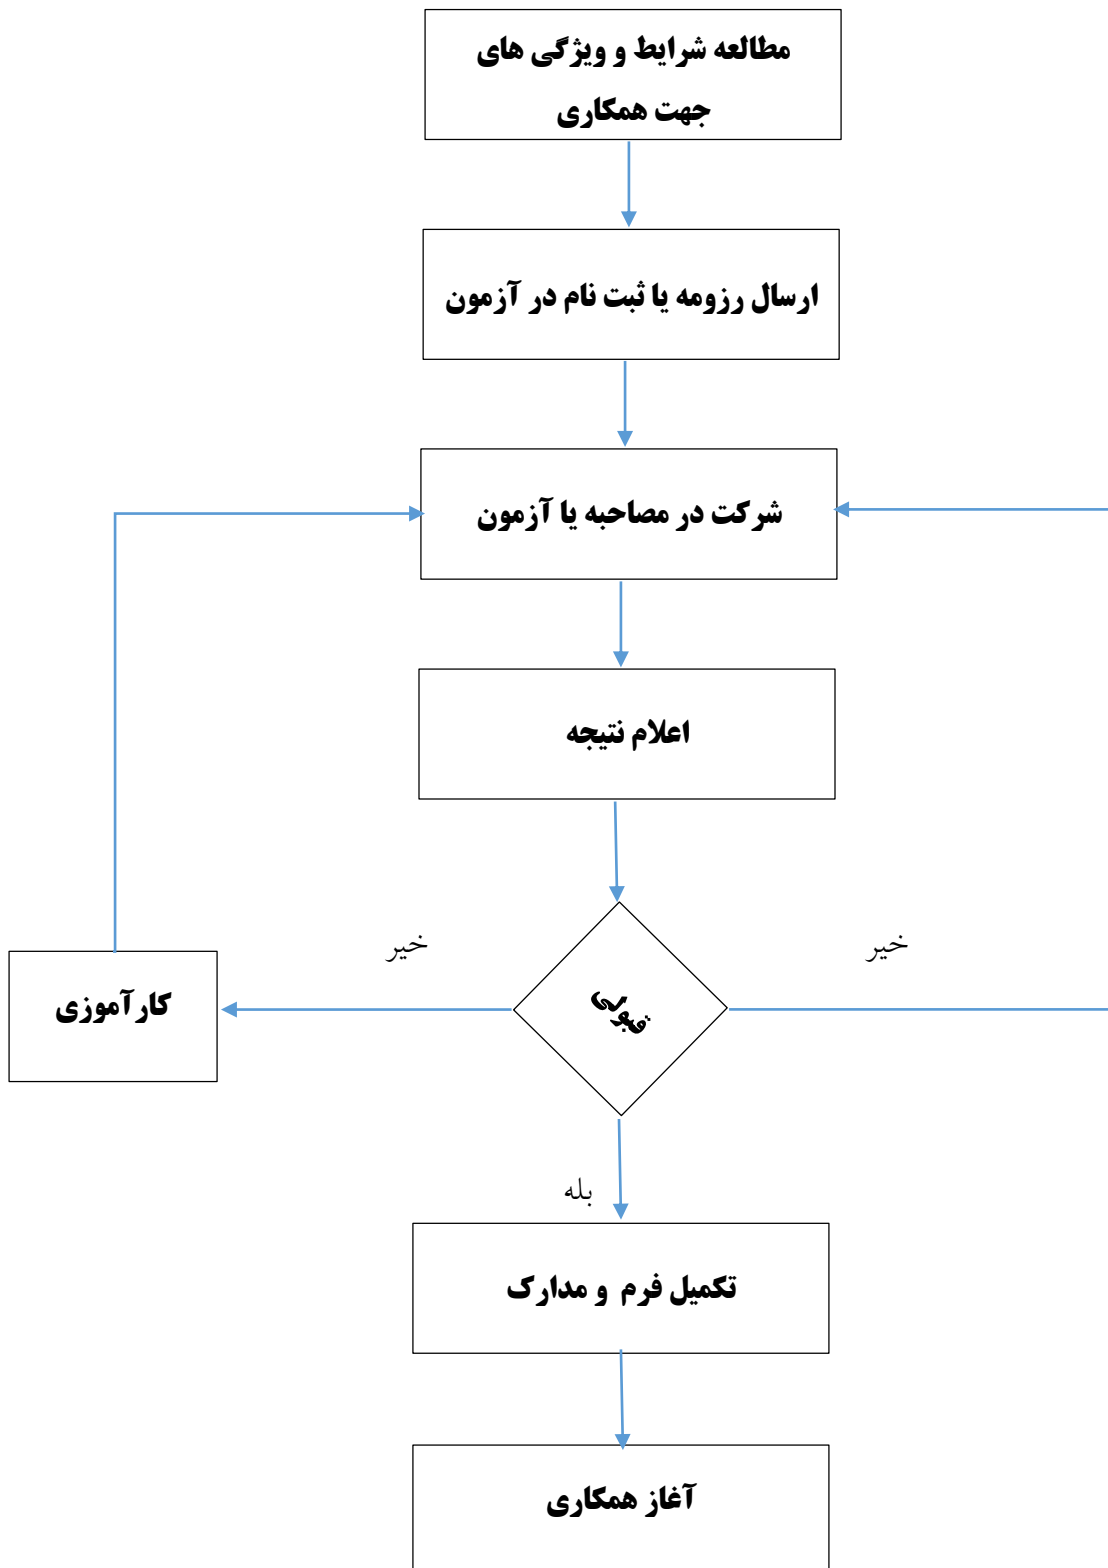 مطالعه شرایط و ویژگی های
جهت همکاری
ارسال رزومه یا ثبت نام در آزمون
شرکت در مصاحبه یا آزمون
اعلام نتیجه
خیر
خیر
قبولی
کارآموزی
بله
تکمیل فرم و مدارک
آغاز همکاری